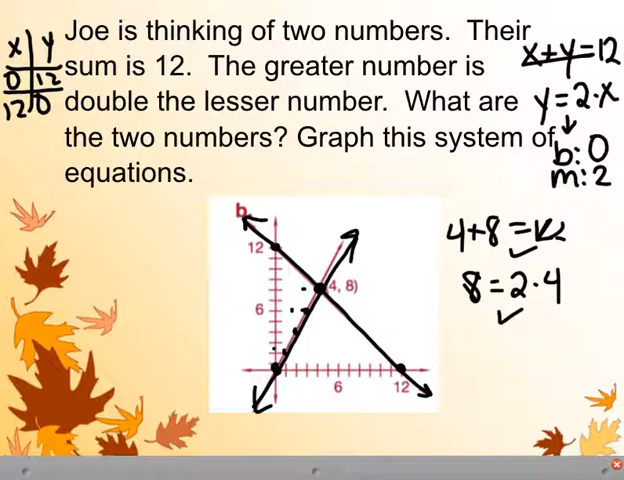 Joe is thinking of two numbers. Their
sum is 12. The greater number is
double the lesser number. What are
the two numbers? Graph this system of
equations.
x | y
0 | 12
12 | 0
x+y=12
y=2·x
b:0
m:2
4+8=12
8=2·4
b.
12
6
(4, 8)
6
12